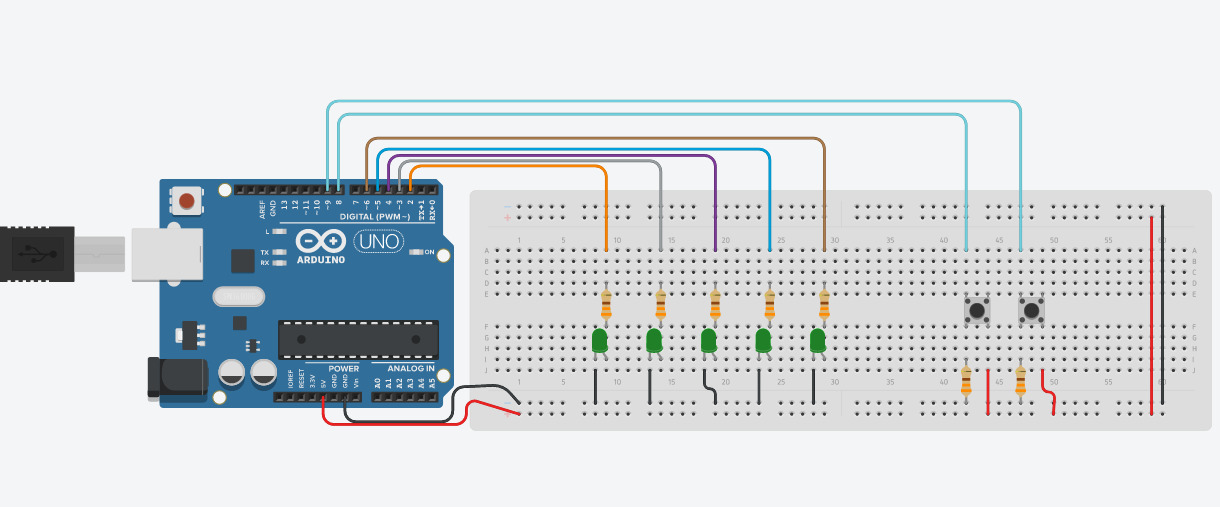 AREF
GND
13
12
~11
~10
~9
8
7
~6
~5
4
~3
2
TX→1
RX←0
DIGITAL (PWM~)
L
TX
RX
ARDUINO
UNO
ON
POWER
ANALOG IN
IOREF
RESET
3.3V
5V
GND
GND
Vin
A0
A1
A2
A3
A4
A5
1 5 10 15 20 25 30 35 40 45 50 55 60
A A
B B
C C
D D
E E
F F
G G
H H
I I
J J
1 5 10 15 20 25 30 35 40 45 50 55 60